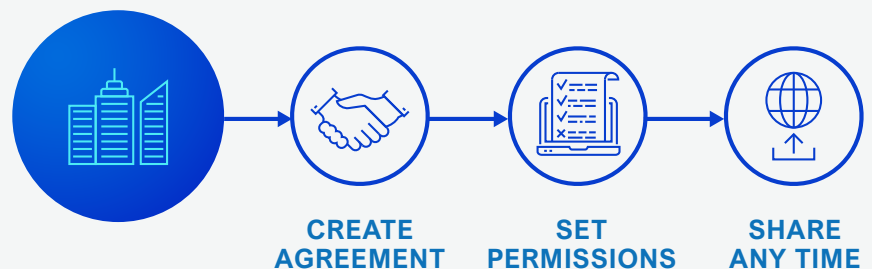 CREATE
AGREEMENT
SET
PERMISSIONS
SHARE
ANY TIME